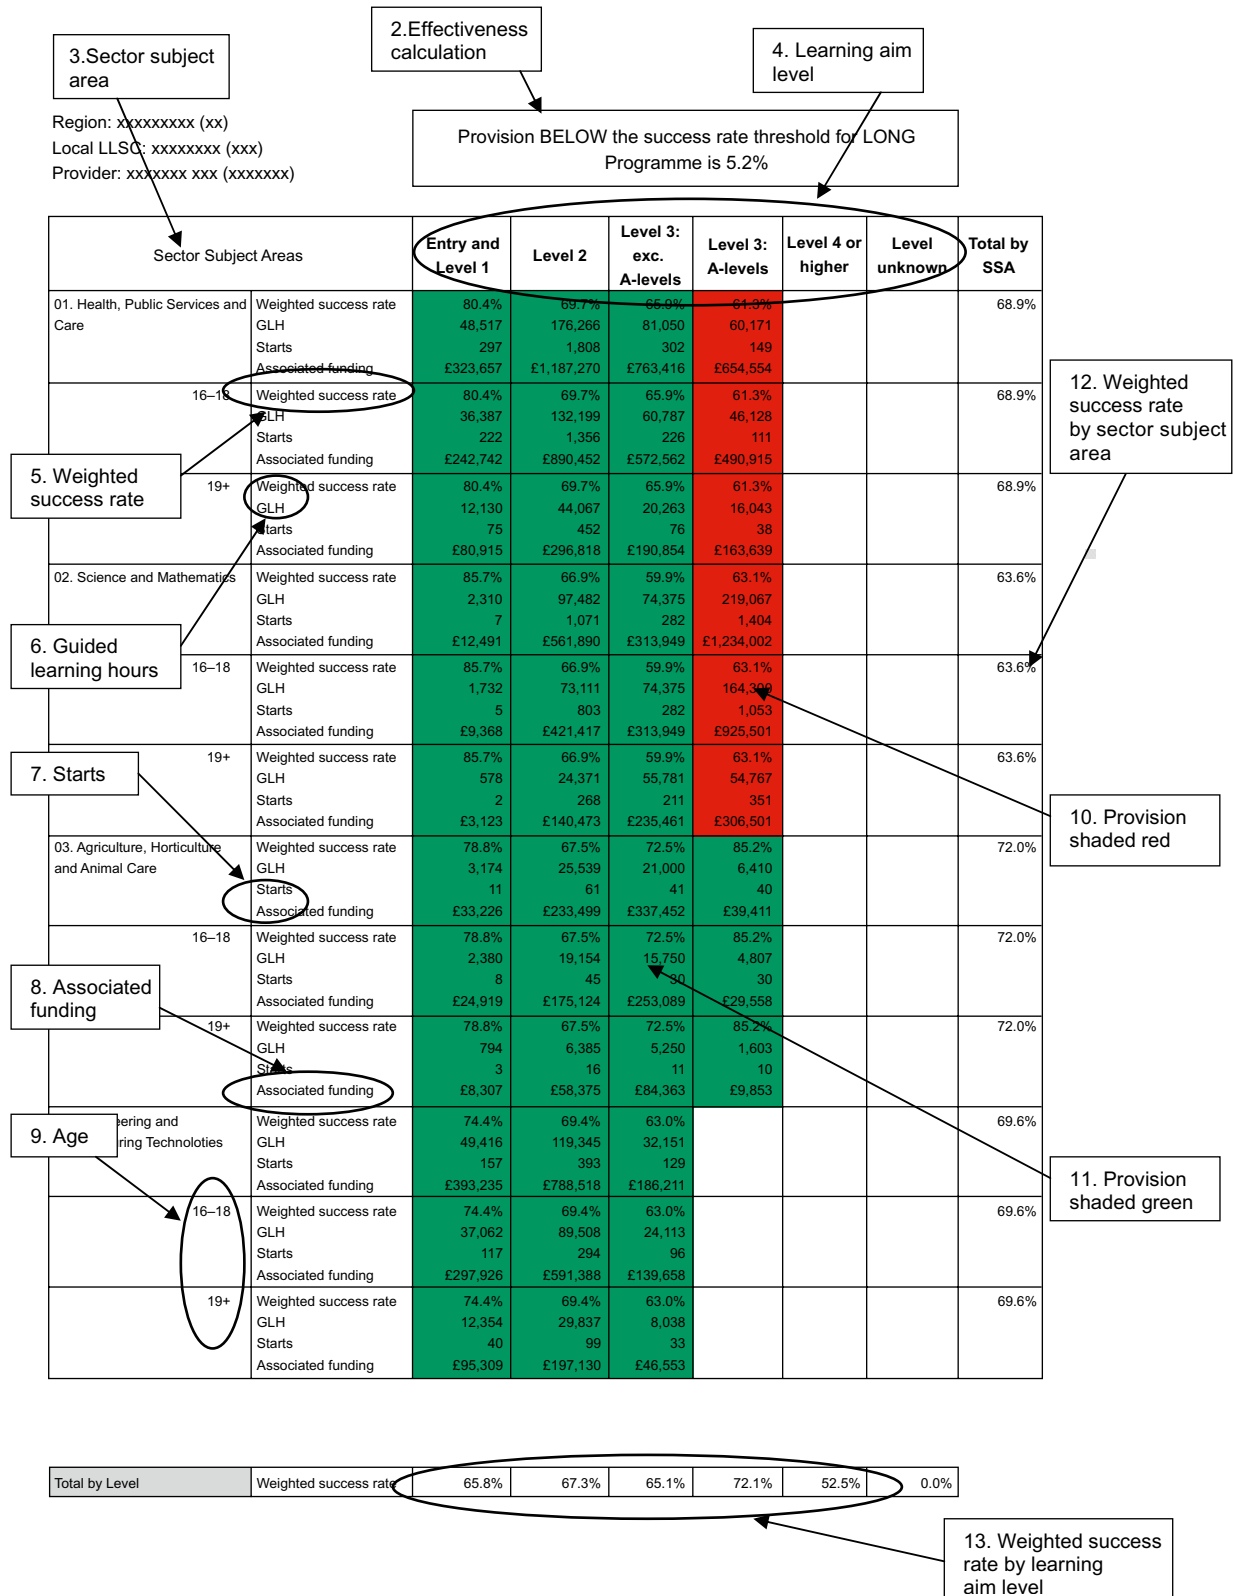 2.Effectiveness
calculation
3.Sector subject
area
4. Learning aim
level
Region: xxxxxxxxx (xx)
Local LLSC: xxxxxxxx (xxx)
Provider: xxxxxxx xxx (xxxxxxx)
Provision BELOW the success rate threshold for LONG
Programme is 5.2%
Sector Subject Areas
Entry and
Level 1
Level 2
Level 3:
exc.
A-levels
Level 3:
A-levels
Level 4 or
higher
Level
unknown
Total by
SSA
01. Health, Public Services and
Care
Weighted success rate 80.4% 69.7% 65.9% 61.3% 68.9%
GLH 48,517 176,266 81,050 60,171
Starts 297 1,808 302 149
Associated funding £323,657 £1,187,270 £763,416 £654,554
16–18 Weighted success rate 80.4% 69.7% 65.9% 61.3% 68.9%
GLH 36,387 132,199 60,787 46,128
Starts 222 1,356 226 111
Associated funding £242,742 £890,452 £572,562 £490,915
19+ Weighted success rate 80.4% 69.7% 65.9% 61.3% 68.9%
GLH 12,130 44,067 20,263 16,043
Starts 75 452 76 38
Associated funding £80,915 £296,818 £190,854 £163,639
02. Science and Mathematics Weighted success rate 85.7% 66.9% 59.9% 63.1% 63.6%
GLH 2,310 97,482 74,375 219,067
Starts 7 1,071 282 1,404
Associated funding £12,491 £561,890 £313,949 £1,234,002
16–18 Weighted success rate 85.7% 66.9% 59.9% 63.1% 63.6%
GLH 1,732 73,111 74,375
Starts 5 803 282 1,053
Associated funding £9,368 £421,417 £313,949 £925,501
19+ Weighted success rate 85.7% 66.9% 59.9% 63.1% 63.6%
GLH 578 24,371 55,781 54,767
Starts 2 268 211 351
Associated funding £3,123 £140,473 £235,461 £306,501
03. Agriculture, Horticulture
and Animal Care
Weighted success rate 78.8% 67.5% 72.5% 85.2% 72.0%
GLH 3,174 25,539 21,000 6,410
Starts 11 61 41 40
Associated funding £33,226 £233,499 £337,452 £39,411
16–18 Weighted success rate 78.8% 67.5% 72.5% 85.2% 72.0%
GLH 2,380 19,154 15,750 4,807
Starts 8 45 30 30
Associated funding £24,919 £175,124 £253,089 £29,558
19+ Weighted success rate 78.8% 67.5% 72.5% 85.2% 72.0%
GLH 794 6,385 5,250 1,603
Starts 3 16 11 10
Associated funding £8,307 £58,375 £84,363 £9,853
eering and
ring Technoloties
Weighted success rate 74.4% 69.4% 63.0% 69.6%
GLH 49,416 119,345 32,151
Starts 157 393 129
Associated funding £393,235 £788,518 £186,211
16–18 Weighted success rate 74.4% 69.4% 63.0% 69.6%
GLH 37,062 89,508 24,113
Starts 117 294 96
Associated funding £297,926 £591,388 £139,658
19+ Weighted success rate 74.4% 69.4% 63.0% 69.6%
GLH 12,354 29,837 8,038
Starts 40 99 33
Associated funding £95,309 £197,130 £46,553
Total by Level Weighted success rate 65.8% 67.3% 65.1% 72.1% 52.5% 0.0%
5. Weighted
success rate
6. Guided
learning hours
7. Starts
8. Associated
funding
9. Age
12. Weighted
success rate
by sector subject
area
10. Provision
shaded red
11. Provision
shaded green
13. Weighted success
rate by learning
aim level